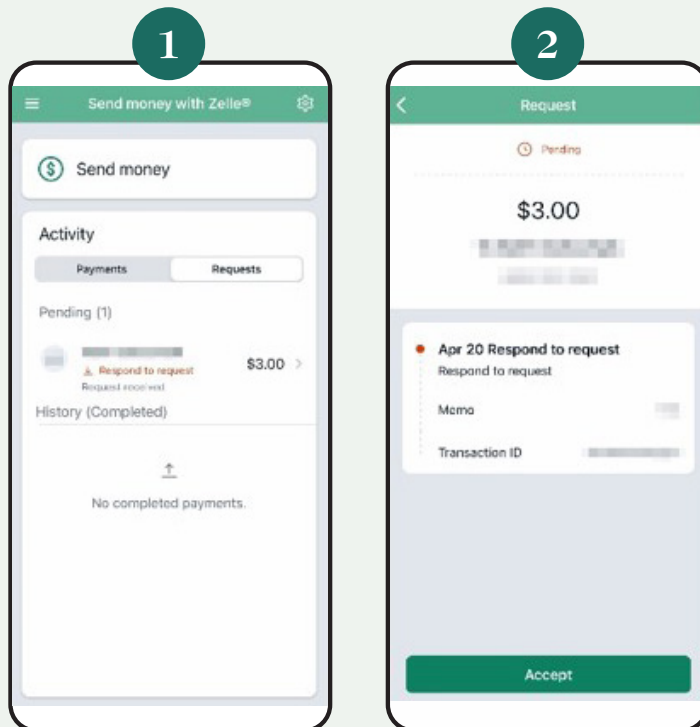 1
Send money with Zelle®
Send money
Activity
Payments Requests
Pending (1)
Respond to request $3.00
Request received
History (Completed)
No completed payments.
2
Request
Pending
$3.00
Apr 20 Respond to request
Respond to request
Memo
Transaction ID
Accept